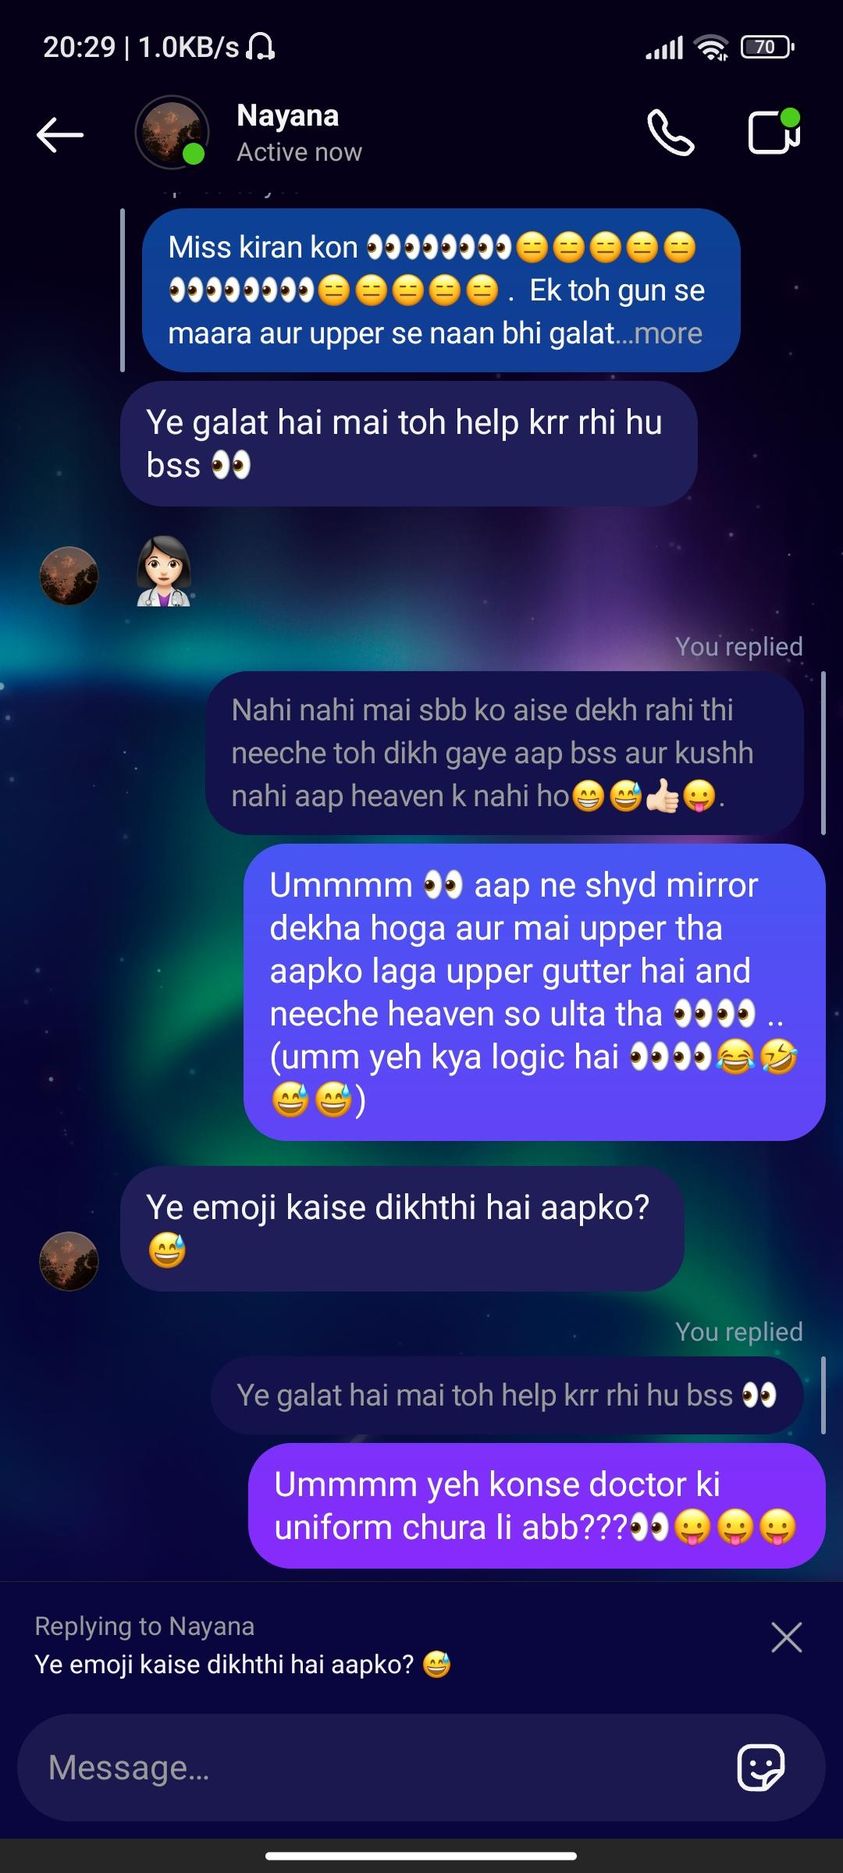 20:29 | 1.0KB/s
70
Nayana
Active now
Miss kiran kon 👀👀👀👀😑😑😑😑😑
👀👀👀👀😑😑😑😑😑 .  Ek toh gun se
maara aur upper se naan bhi galat...more
Ye galat hai mai toh help krr rhi hu
bss 👀
👩🏻‍⚕️
You replied
Nahi nahi mai sbb ko aise dekh rahi thi
neeche toh dikh gaye aap bss aur kushh
nahi aap heaven k nahi ho😁😅👍🏻😛.
Ummmm 👀 aap ne shyd mirror
dekha hoga aur mai upper tha
aapko laga upper gutter hai and
neeche heaven so ulta tha 👀👀 ..
(umm yeh kya logic hai 👀👀😂🤣
😅😅)
Ye emoji kaise dikhthi hai aapko?
😅
You replied
Ye galat hai mai toh help krr rhi hu bss 👀
Ummmm yeh konse doctor ki
uniform chura li abb???👀😛😛😛
Replying to Nayana
Ye emoji kaise dikhthi hai aapko? 😅
Message...